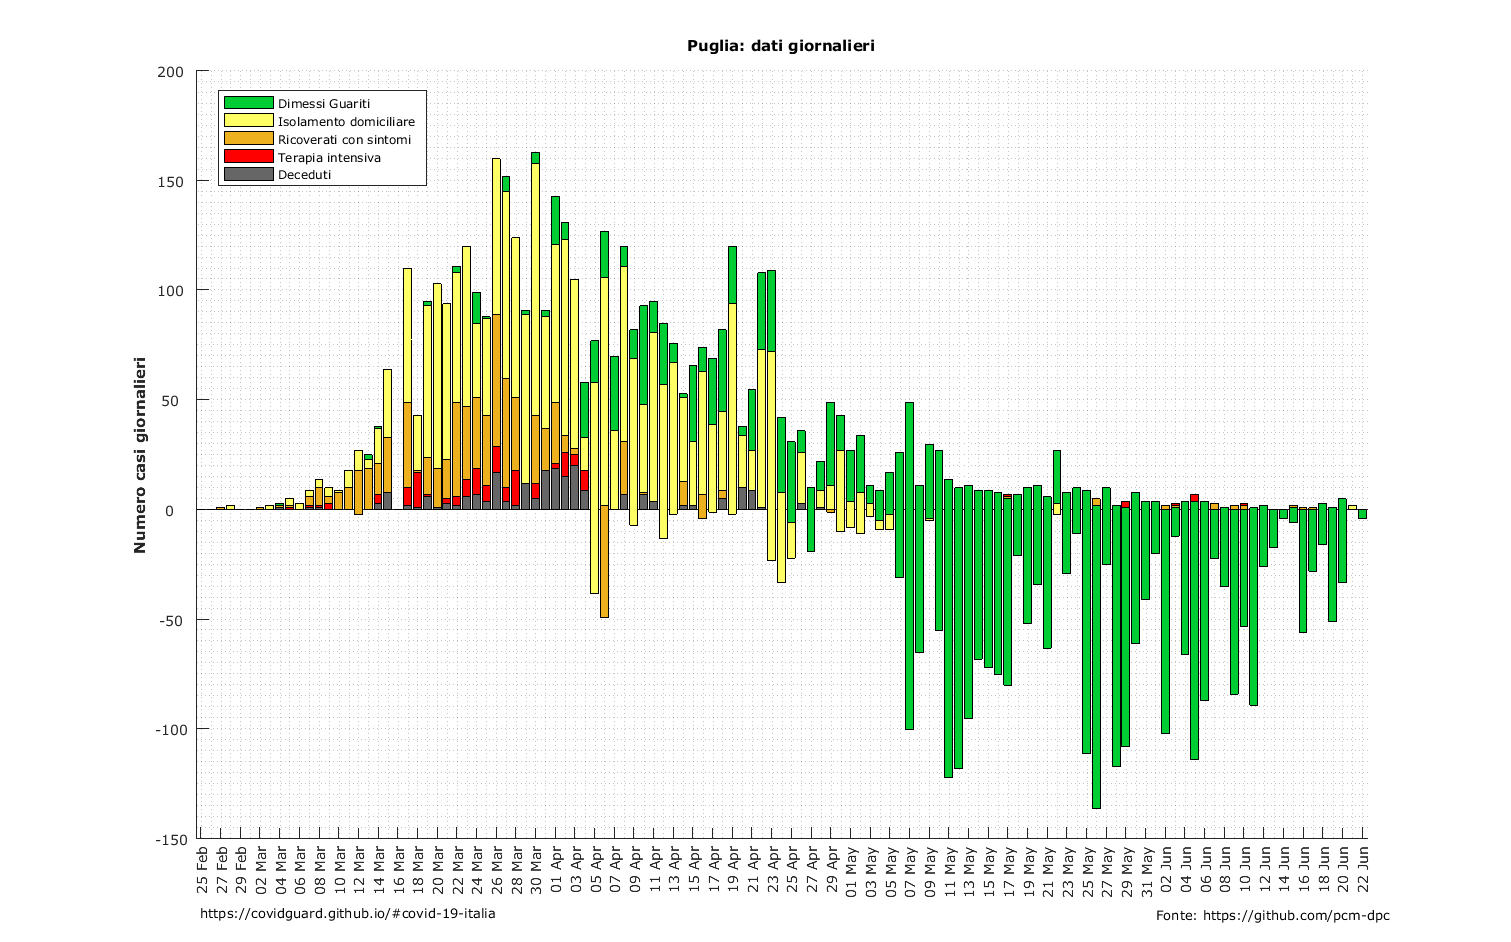 Puglia: dati giornalieri
200
150
100
50
0
-50
-100
-150
Numero casi giornalieri
Dimessi Guariti
Isolamento domiciliare
Ricoverati con sintomi
Terapia intensiva
Deceduti
25 Feb
27 Feb
29 Feb
02 Mar
04 Mar
06 Mar
08 Mar
10 Mar
12 Mar
14 Mar
16 Mar
18 Mar
20 Mar
22 Mar
24 Mar
26 Mar
28 Mar
30 Mar
01 Apr
03 Apr
05 Apr
07 Apr
09 Apr
11 Apr
13 Apr
15 Apr
17 Apr
19 Apr
21 Apr
23 Apr
25 Apr
27 Apr
29 Apr
01 May
03 May
05 May
07 May
09 May
11 May
13 May
15 May
17 May
19 May
21 May
23 May
25 May
27 May
29 May
31 May
02 Jun
04 Jun
06 Jun
08 Jun
10 Jun
12 Jun
14 Jun
16 Jun
18 Jun
20 Jun
22 Jun
https://covidguard.github.io/#covid-19-italia
Fonte: https://github.com/pcm-dpc